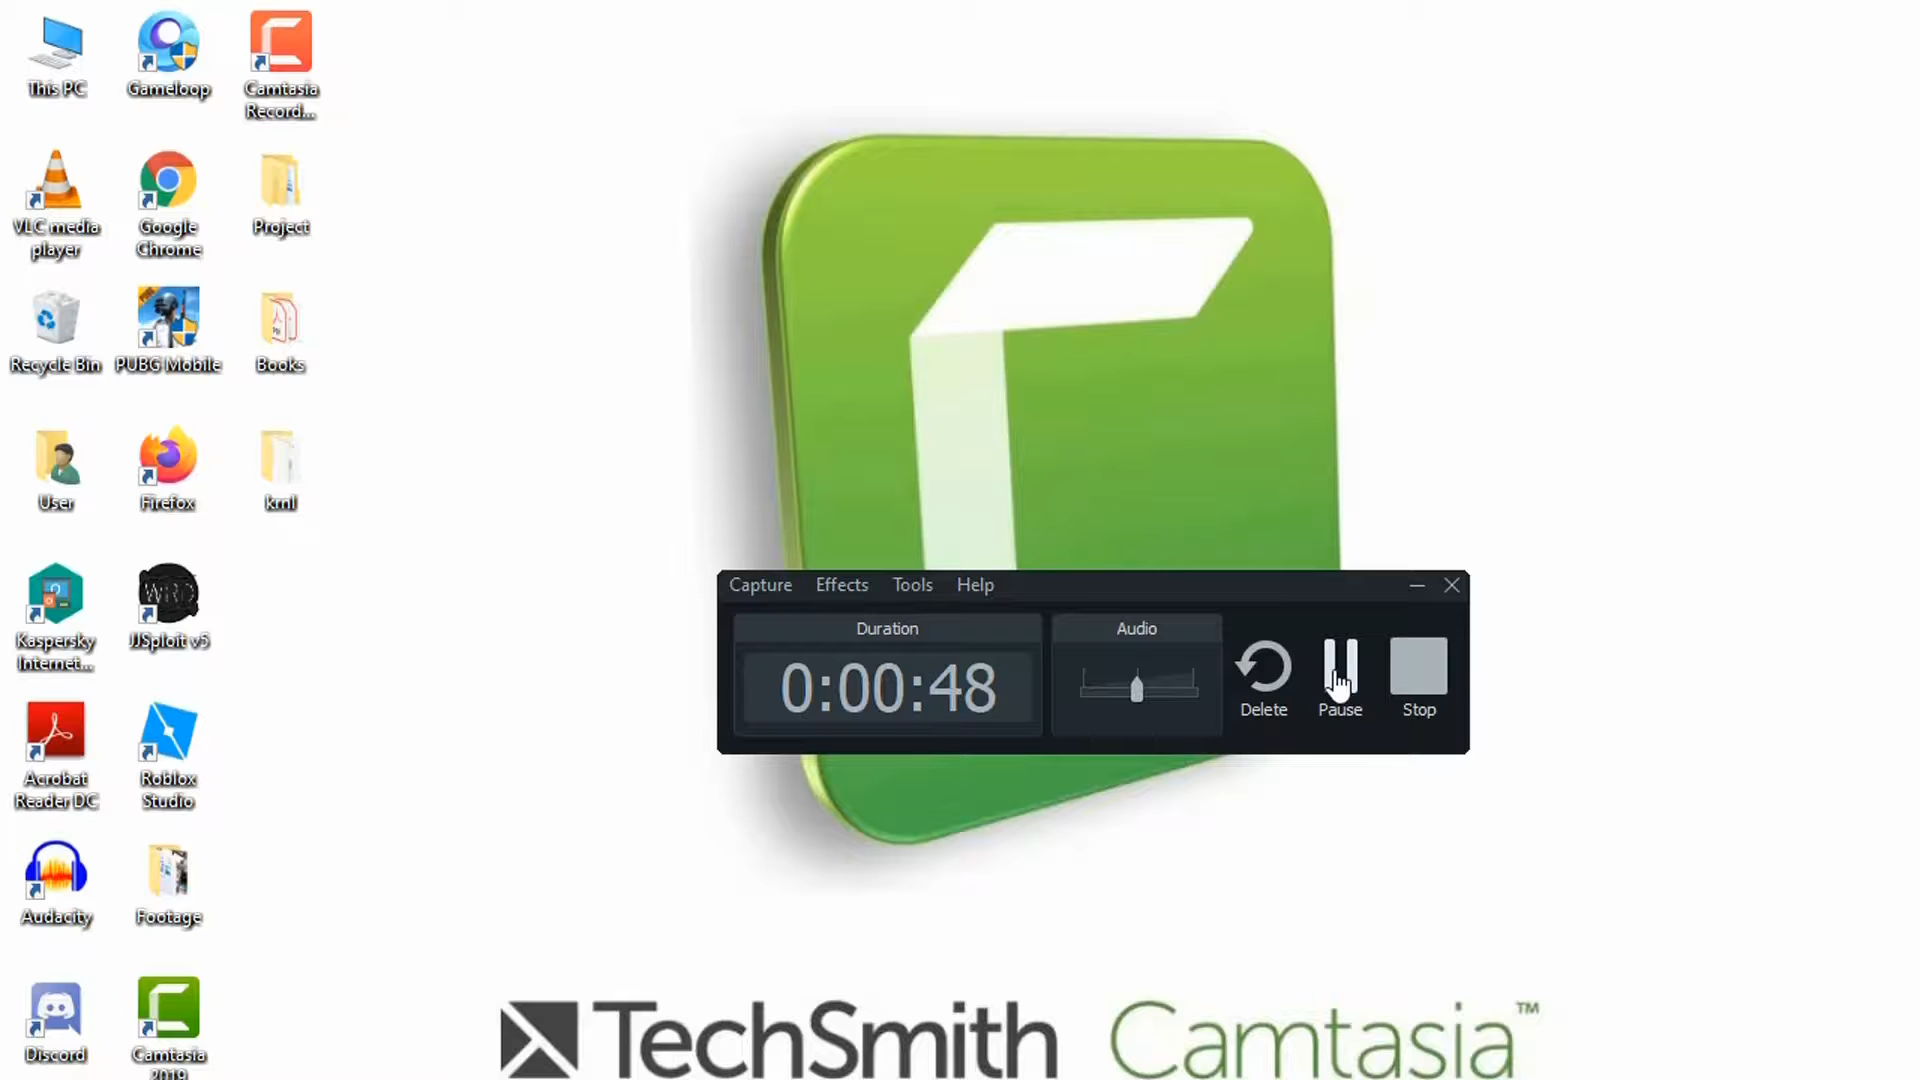 This PC
Gameloop
Camtasia
Record...
VLC media
player
Google
Chrome
Project
Recycle Bin
PUBG Mobile
Books
User
Firefox
krnl
Kaspersky
Internet...
WRD
JJSploit v5
Acrobat
Reader DC
Roblox
Studio
Audacity
Footage
Discord
Camtasia
2019
Capture Effects Tools Help
Duration
Audio
0:00:48
Delete
Pause
Stop
TechSmith Camtasia™